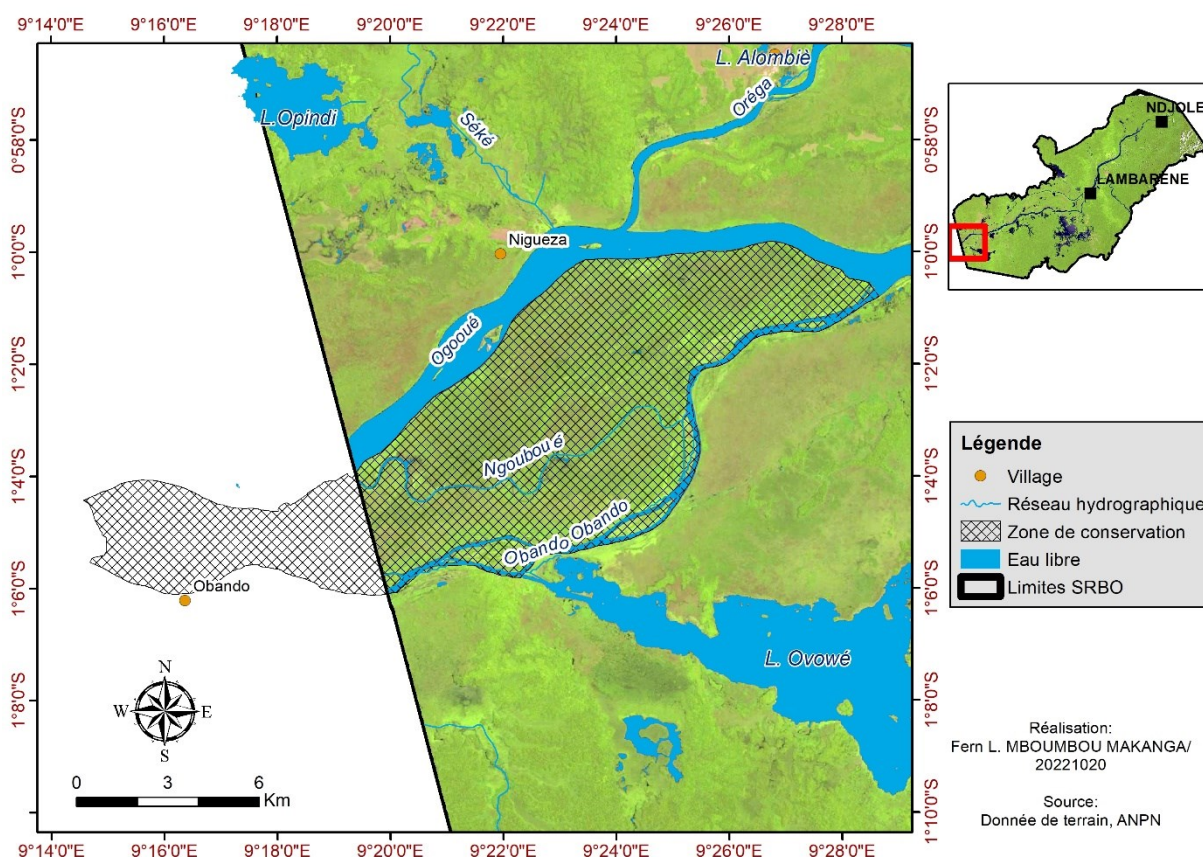 9°14'0"E 9°16'0"E 9°18'0"E 9°20'0"E 9°22'0"E 9°24'0"E 9°26'0"E 9°28'0"E
L. Alombiè
L.Opindi
Oréga
Séké
0°58'0"S 0°58'0"S
Nigueza
1°0'0"S 1°0'0"S
Ogooué
1°2'0"S 1°2'0"S
Ngouboué
1°4'0"S 1°4'0"S
Obando Obando
1°6'0"S 1°6'0"S
Obando
L. Ovowé
1°8'0"S 1°8'0"S
N
W E
S
0 3 6
Km
1°10'0"S 1°10'0"S
9°14'0"E 9°16'0"E 9°18'0"E 9°20'0"E 9°22'0"E 9°24'0"E 9°26'0"E 9°28'0"E
NDJOLE
LAMBARENE
Légende
Village
Réseau hydrographique
Zone de conservation
Eau libre
Limites SRBO
Réalisation:
Fern L. MBOUMBOU MAKANGA/
20221020
Source:
Donnée de terrain, ANPN